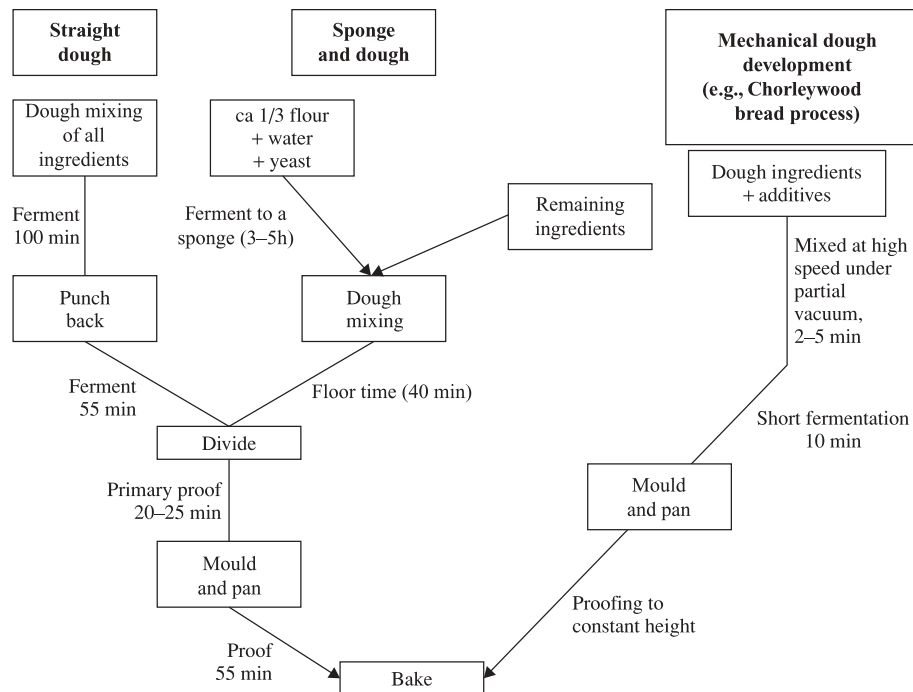 Straight
dough
Sponge
and dough
Mechanical dough
development
(e.g., Chorleywood
bread process)
Dough mixing
of all
ingredients
ca 1/3 flour
+ water
+ yeast
Dough ingredients
+ additives
Remaining
ingredients
Ferment
100 min
Ferment to a
sponge (3–5h)
Mixed at high
speed under
partial
vacuum,
2–5 min
Punch
back
Dough
mixing
Ferment
55 min
Floor time (40 min)
Short fermentation
10 min
Divide
Primary proof
20–25 min
Mould
and pan
Mould
and pan
Proofing to
constant height
Proof
55 min
Bake